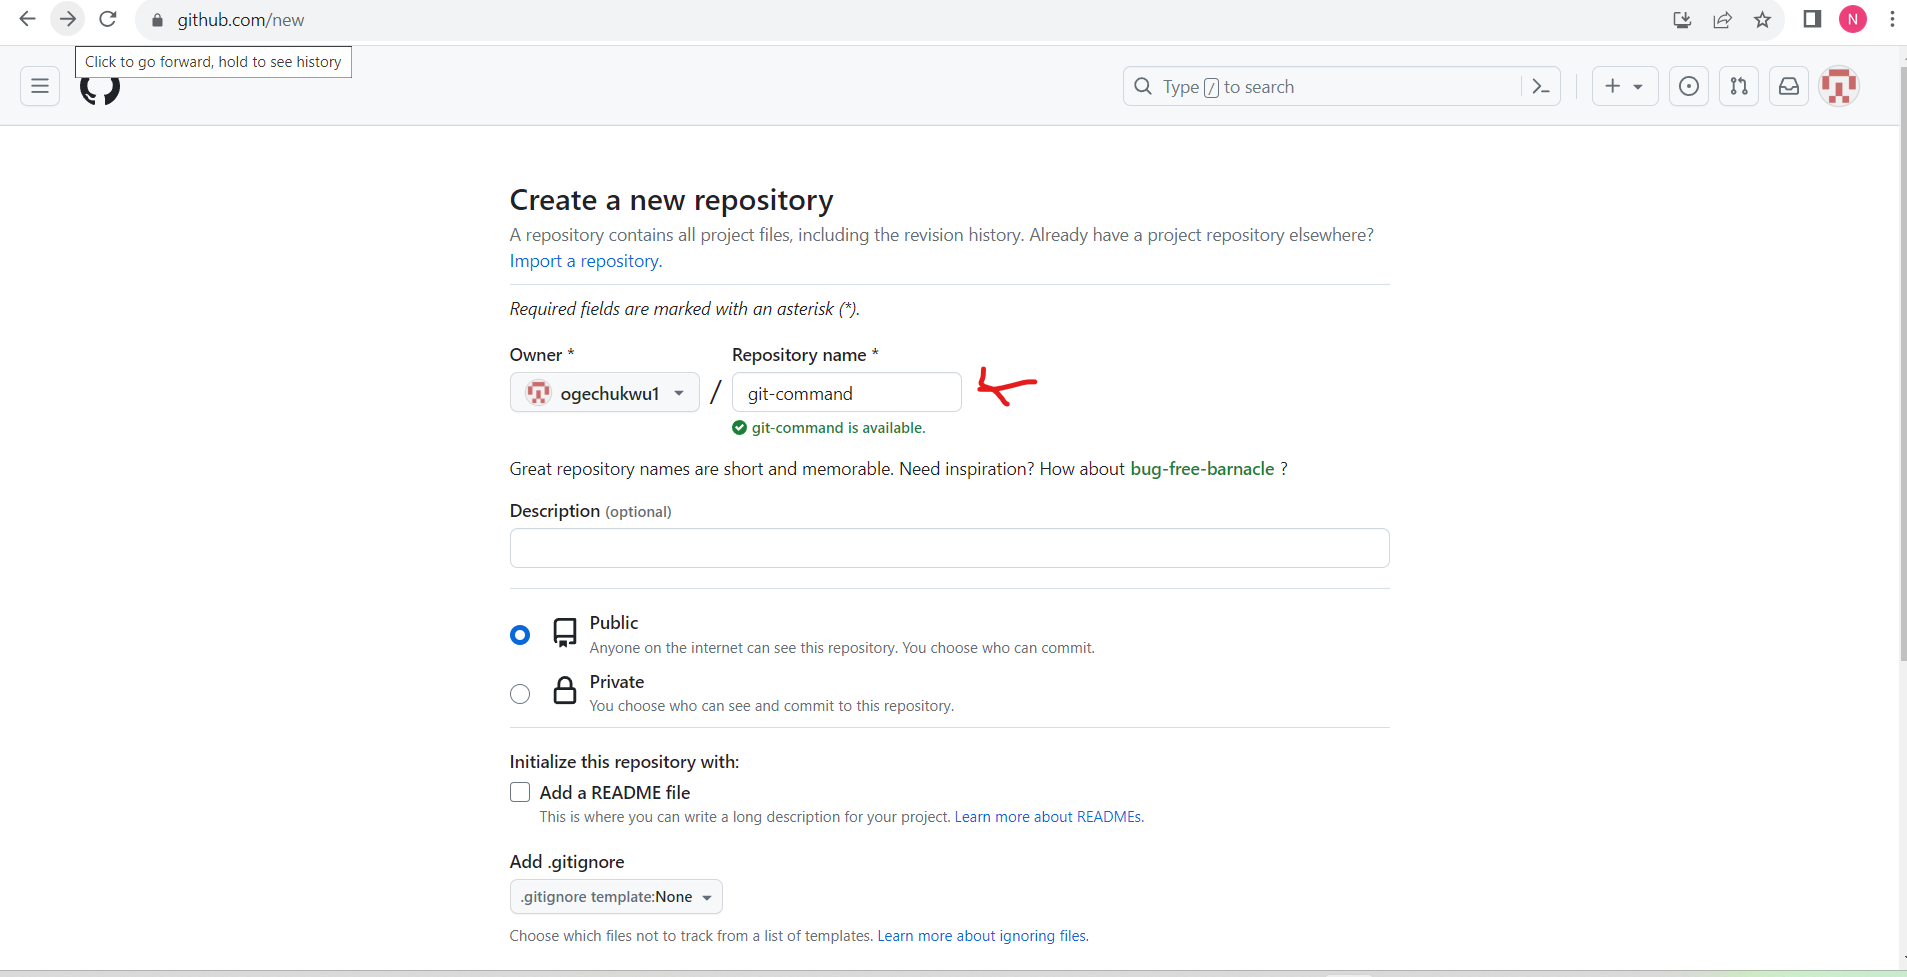 github.com/new
N
Click to go forward, hold to see history
Type / to search
Create a new repository
A repository contains all project files, including the revision history. Already have a project repository elsewhere?
Import a repository.
Required fields are marked with an asterisk (*).
Owner *
Repository name *
ogechukwu1 / git-command
git-command is available.
Great repository names are short and memorable. Need inspiration? How about bug-free-barnacle ?
Description (optional)
Public
Anyone on the internet can see this repository. You choose who can commit.
Private
You choose who can see and commit to this repository.
Initialize this repository with:
Add a README file
This is where you can write a long description for your project. Learn more about READMEs.
Add .gitignore
.gitignore template:None
Choose which files not to track from a list of templates. Learn more about ignoring files.